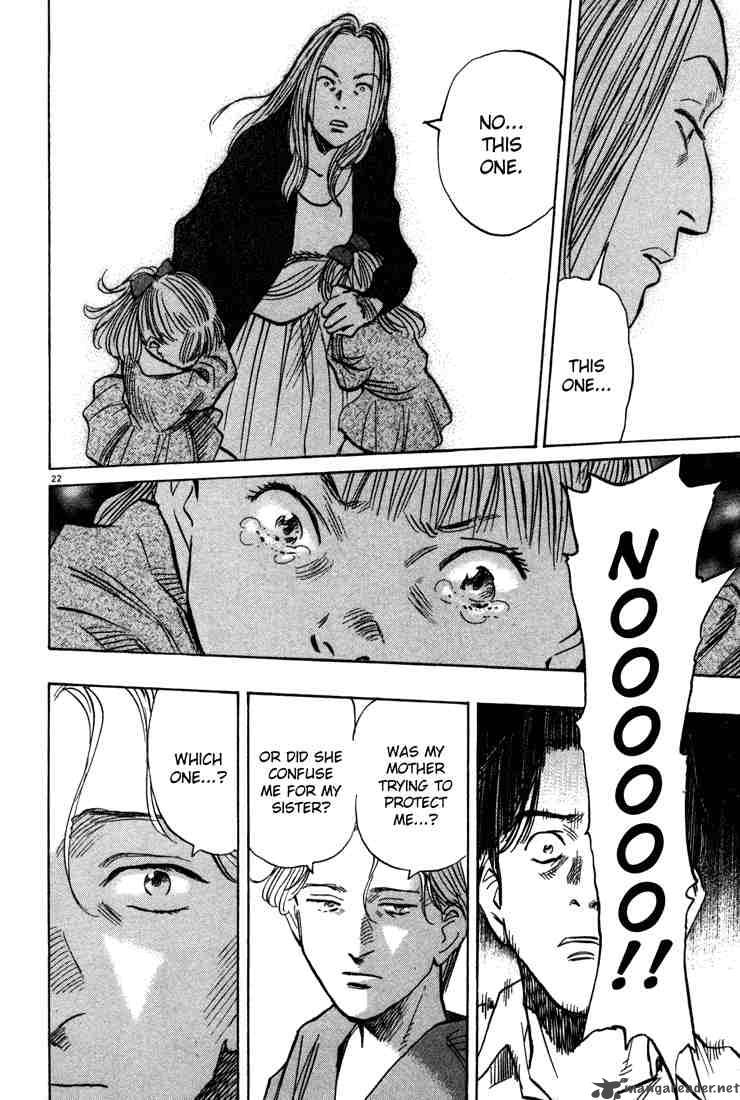 THIS
ONE...
NO...
THIS
ONE.
22
NOOOOOO!!
WAS MY
MOTHER
TRYING TO
PROTECT
ME...?
OR DID SHE
CONFUSE
ME FOR MY
SISTER?
WHICH
ONE...?
mangareader.net